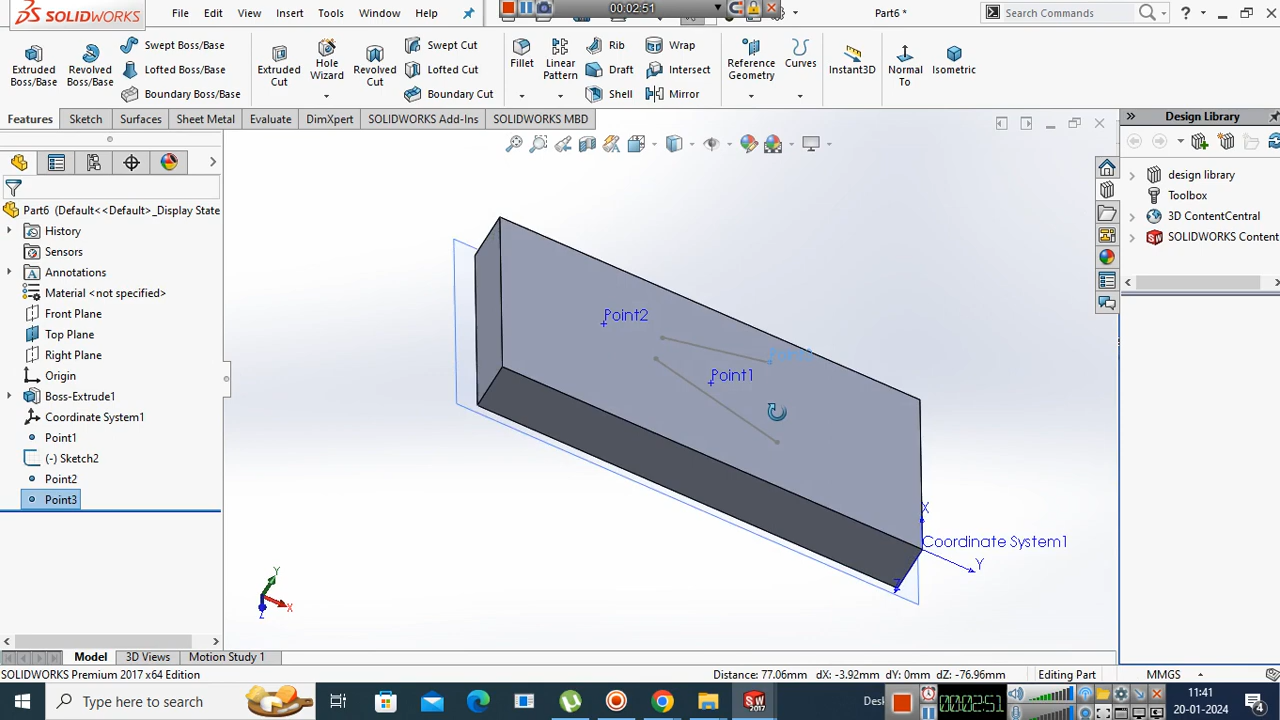 SOLIDWORKS File Edit View Insert Tools Window Help 00:02:51 Part6 * Search Commands ?
Extruded Boss/Base
Revolved Boss/Base
Swept Boss/Base
Lofted Boss/Base
Boundary Boss/Base
Extruded Cut
Hole Wizard
Revolved Cut
Swept Cut
Lofted Cut
Boundary Cut
Fillet
Linear Pattern
Rib
Draft
Shell
Wrap
Intersect
Mirror
Reference Geometry
Curves
Instant3D
Normal To
Isometric
Features Sketch Surfaces Sheet Metal Evaluate DimXpert SOLIDWORKS Add-Ins SOLIDWORKS MBD
Part6 (Default<<Default>_Display State
History
Sensors
Annotations
Material <not specified>
Front Plane
Top Plane
Right Plane
Origin
Boss-Extrude1
Coordinate System1
Point1
(-) Sketch2
Point2
Point3
Point2
Point1
X
Coordinate System1
Y
Z
Y
X
Z
Design Library
design library
Toolbox
3D ContentCentral
SOLIDWORKS Content
Model 3D Views Motion Study 1
SOLIDWORKS Premium 2017 x64 Edition Distance: 77.06mm dX: -3.92mm dY: 0mm dZ: -76.96mm Editing Part MMGS
Type here to search
SW
2017
Desk
00:02:51
11:41
20-01-2024
4